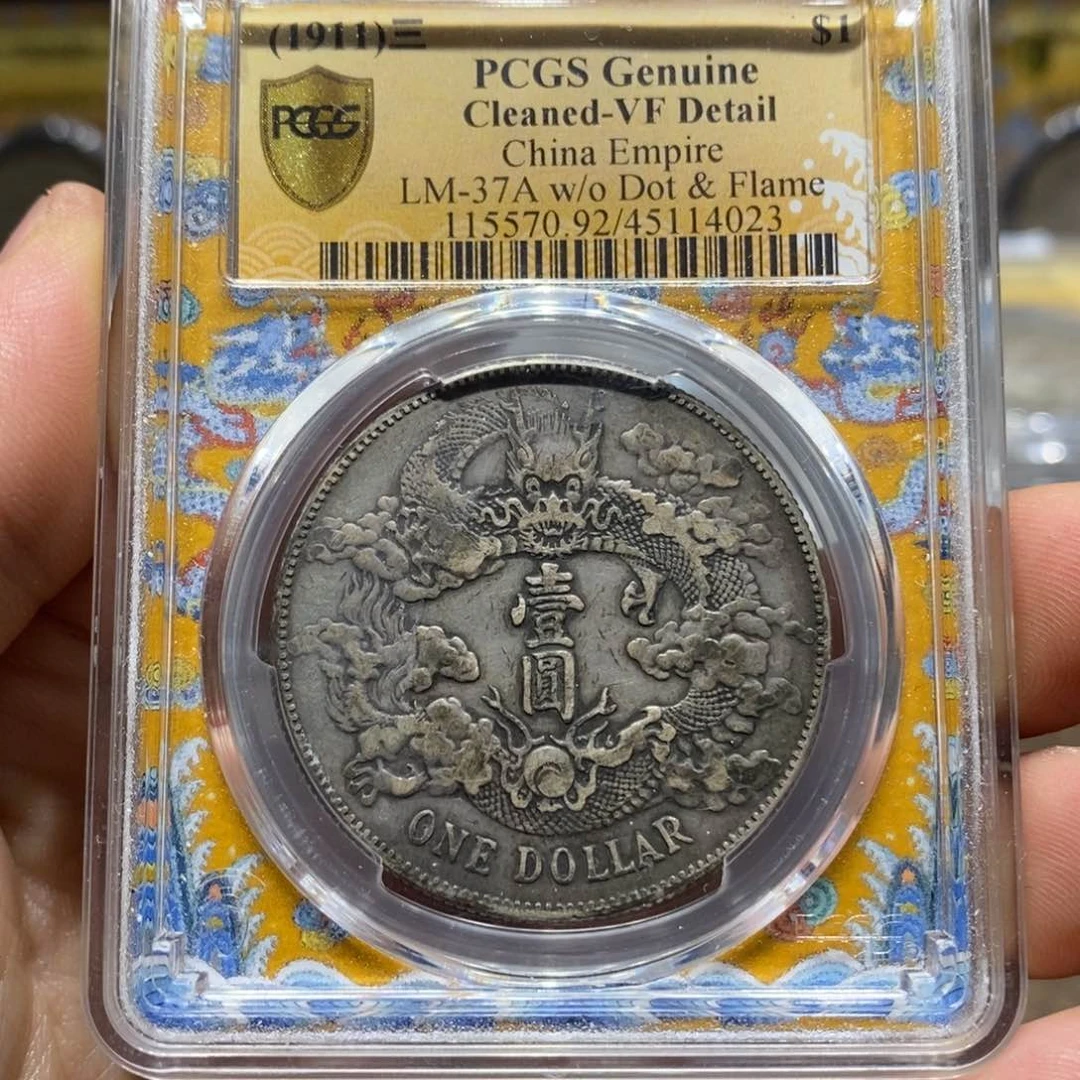 (1911)三 $1
PCGS Genuine
Cleaned-VF Detail
China Empire
LM-37A w/o Dot & Flame
115570.92/45114023
PCGS
壹
圓
ONE DOLLAR